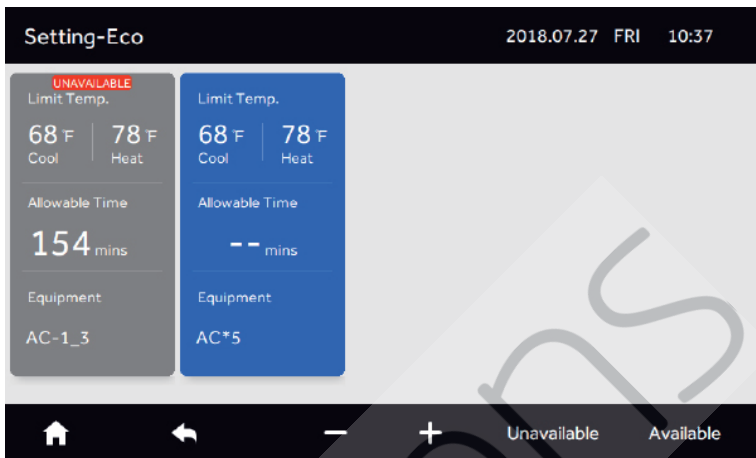 Setting-Eco 2018.07.27 FRI 10:37
UNAVAILABLE
Limit Temp.
68 °F 78 °F
Cool Heat
Allowable Time
154 mins
Equipment
AC-1_3
Limit Temp.
68 °F 78 °F
Cool Heat
Allowable Time
-- mins
Equipment
AC*5
Unavailable Available